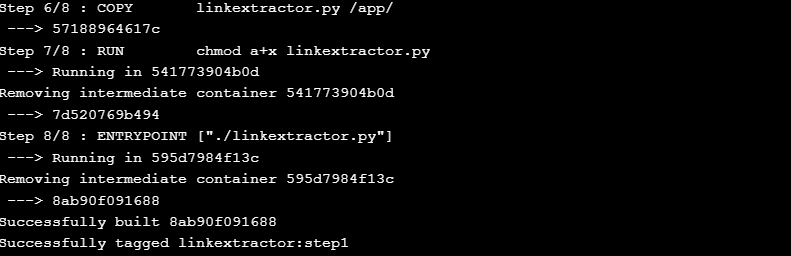 Step 6/8 : COPY       linkextractor.py /app/
 ---> 57188964617c
Step 7/8 : RUN        chmod a+x linkextractor.py
 ---> Running in 541773904b0d
Removing intermediate container 541773904b0d
 ---> 7d520769b494
Step 8/8 : ENTRYPOINT ["./linkextractor.py"]
 ---> Running in 595d7984f13c
Removing intermediate container 595d7984f13c
 ---> 8ab90f091688
Successfully built 8ab90f091688
Successfully tagged linkextractor:step1